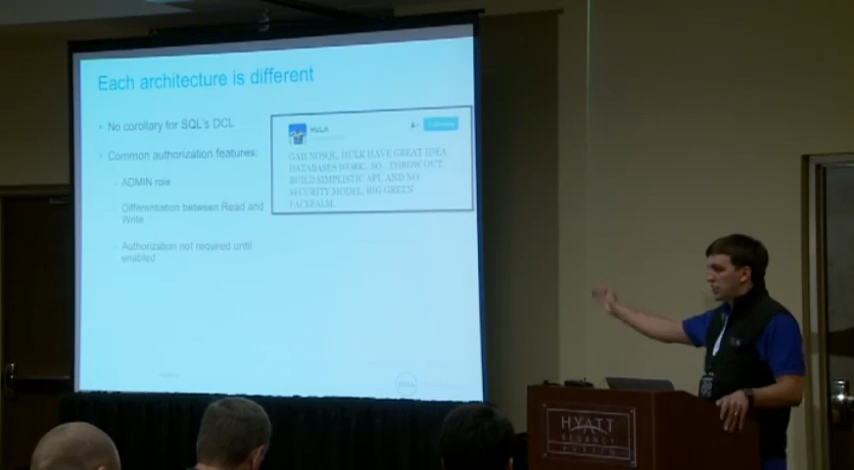 Each architecture is different
No corollary for SQL's DCL
Common authorization features:
ADMIN role
Differentiation between Read and
Write
Authorization not required until
enabled
HULK
GAH NOSQL. HULK HAVE GREAT IDEA
DATABASES WORK. SO... THROW OUT.
BUILD SIMPLISTIC API, AND NO
SECURITY MODEL. BIG GREEN
FACEPALM.
DELL
HYATT
REGENCY
AUSTIN